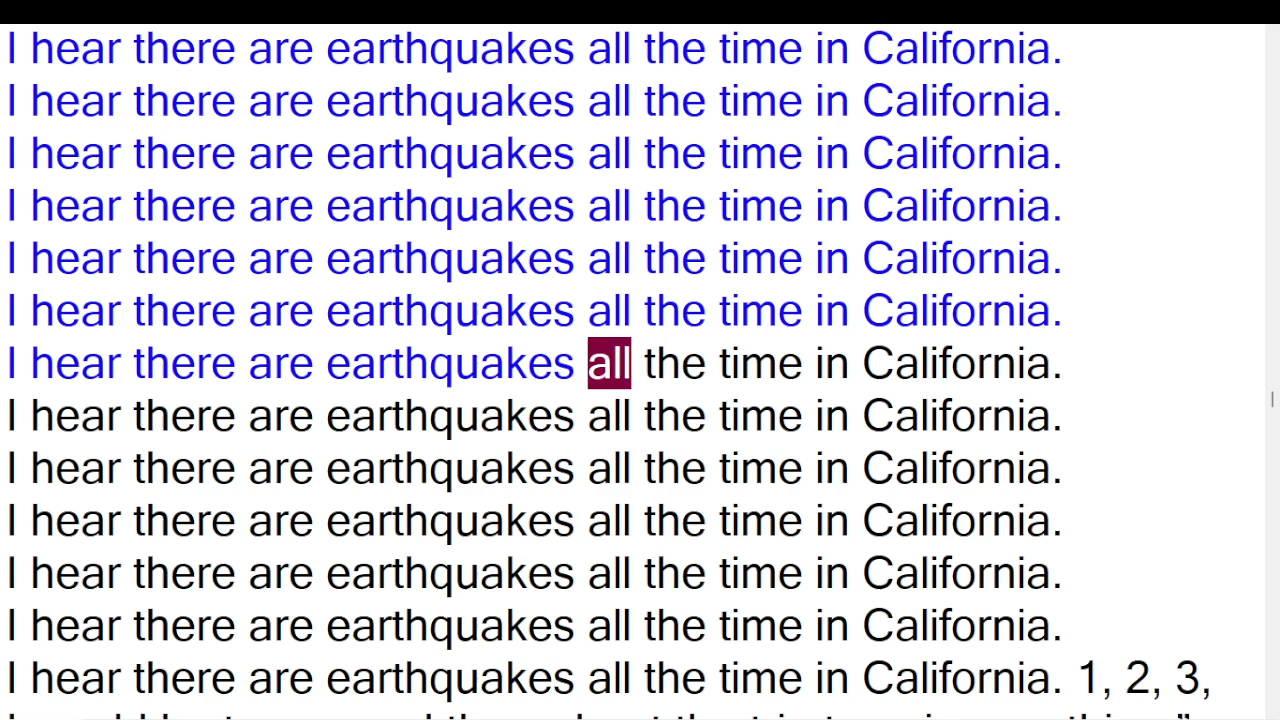 I hear there are earthquakes all the time in California.
I hear there are earthquakes all the time in California.
I hear there are earthquakes all the time in California.
I hear there are earthquakes all the time in California.
I hear there are earthquakes all the time in California.
I hear there are earthquakes all the time in California.
I hear there are earthquakes all the time in California.
I hear there are earthquakes all the time in California.
I hear there are earthquakes all the time in California.
I hear there are earthquakes all the time in California.
I hear there are earthquakes all the time in California.
I hear there are earthquakes all the time in California.
I hear there are earthquakes all the time in California. 1, 2, 3,